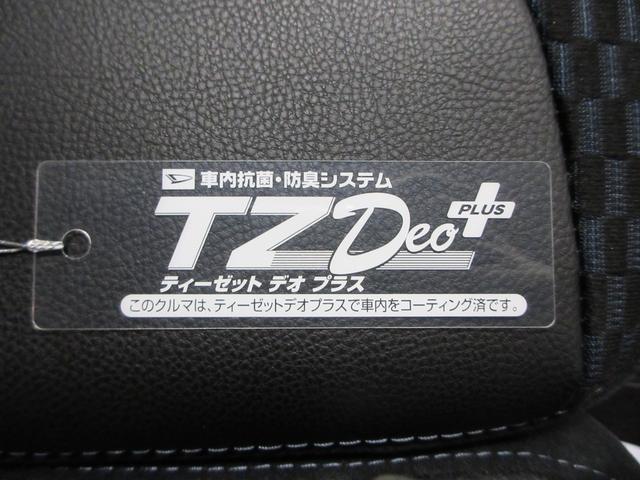 車内抗菌・防臭システム
TZ Deo PLUS
ティーゼット デオ プラス
このクルマは、ティーゼットデオプラスで車内をコーティング済です。